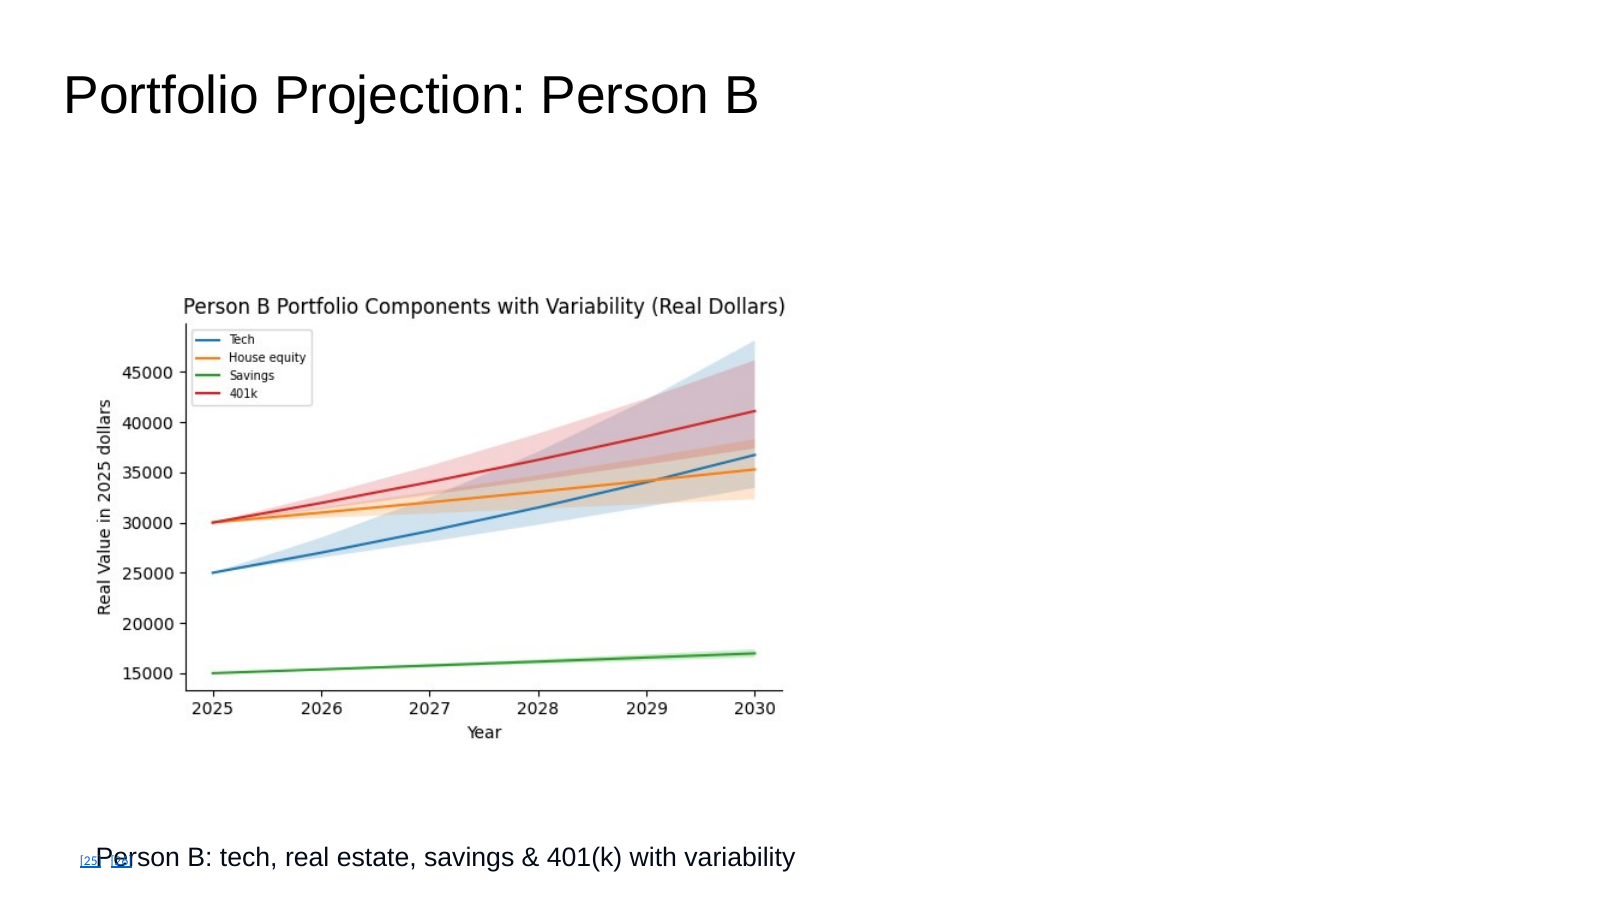 Portfolio Projection: Person B
Person B Portfolio Components with Variability (Real Dollars)
Tech
House equity
Savings
401k
Real Value in 2025 dollars
45000
40000
35000
30000
25000
20000
15000
2025 2026 2027 2028 2029 2030
Year
[25]
Person B: tech, real estate, savings & 401(k) with variability